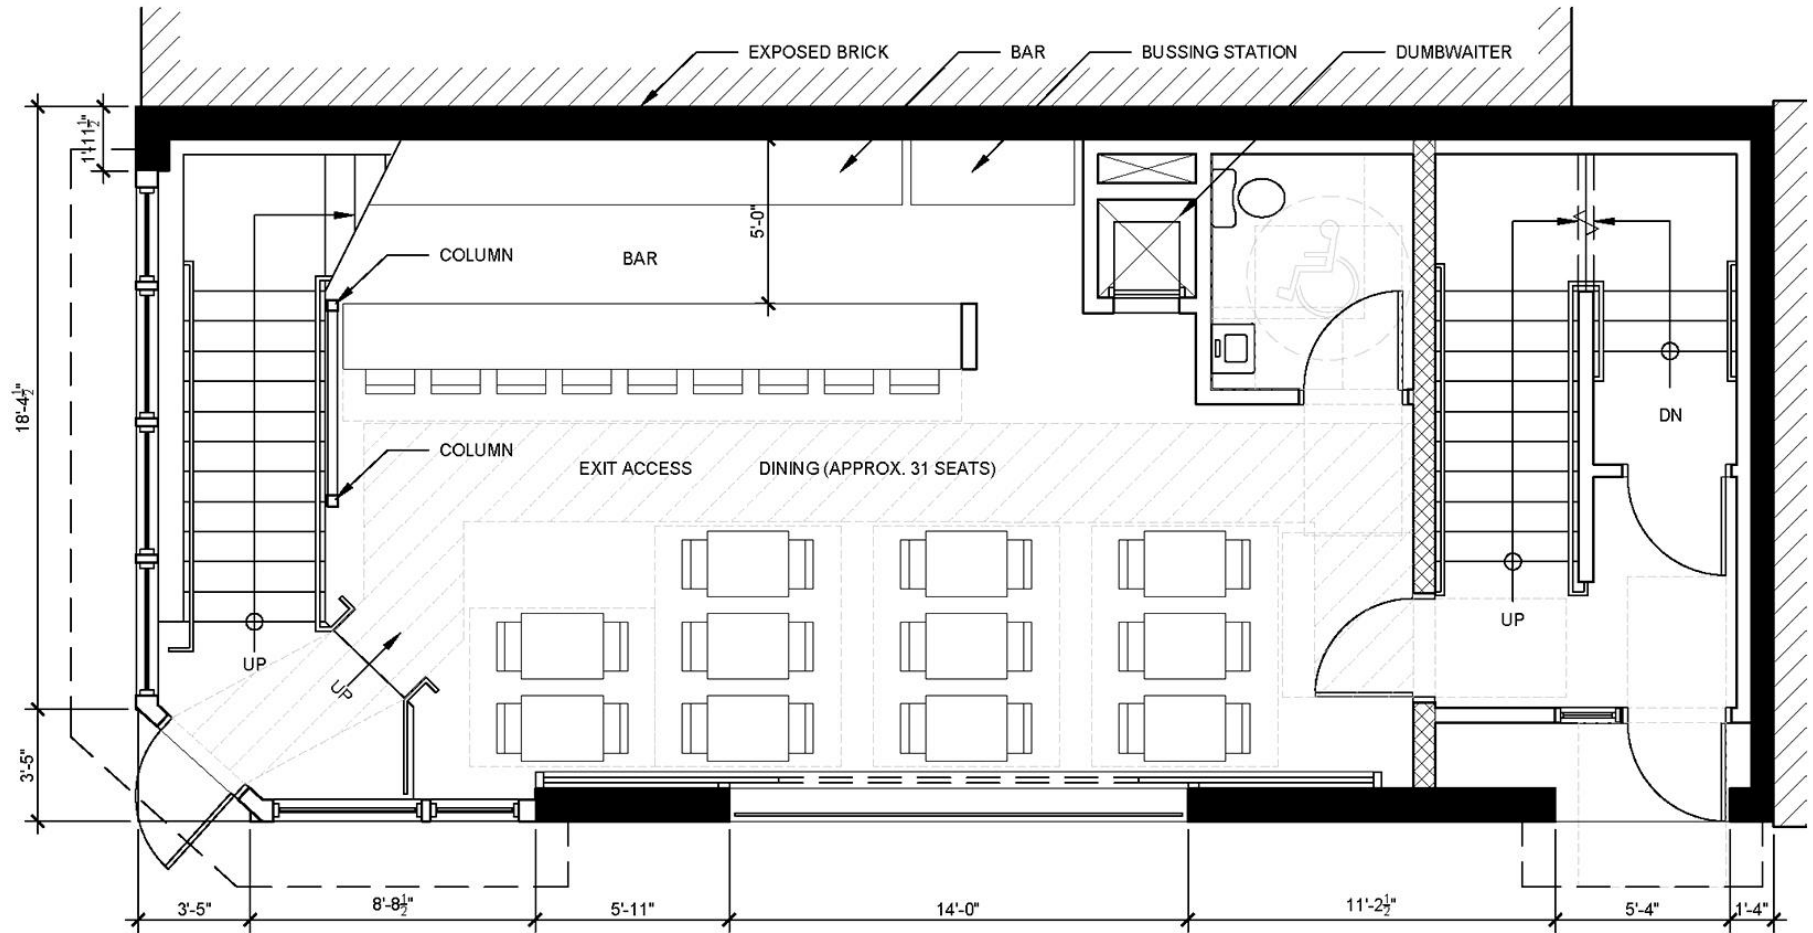 EXPOSED BRICK
BAR
BUSSING STATION
DUMBWAITER
1'-11½"
5'-0"
COLUMN
BAR
18'-4½"
COLUMN
DN
EXIT ACCESS
DINING (APPROX. 31 SEATS)
UP
UP
UP
3'-5"
3'-5"
8'-8½"
5'-11"
14'-0"
11'-2½"
5'-4"
1'-4"